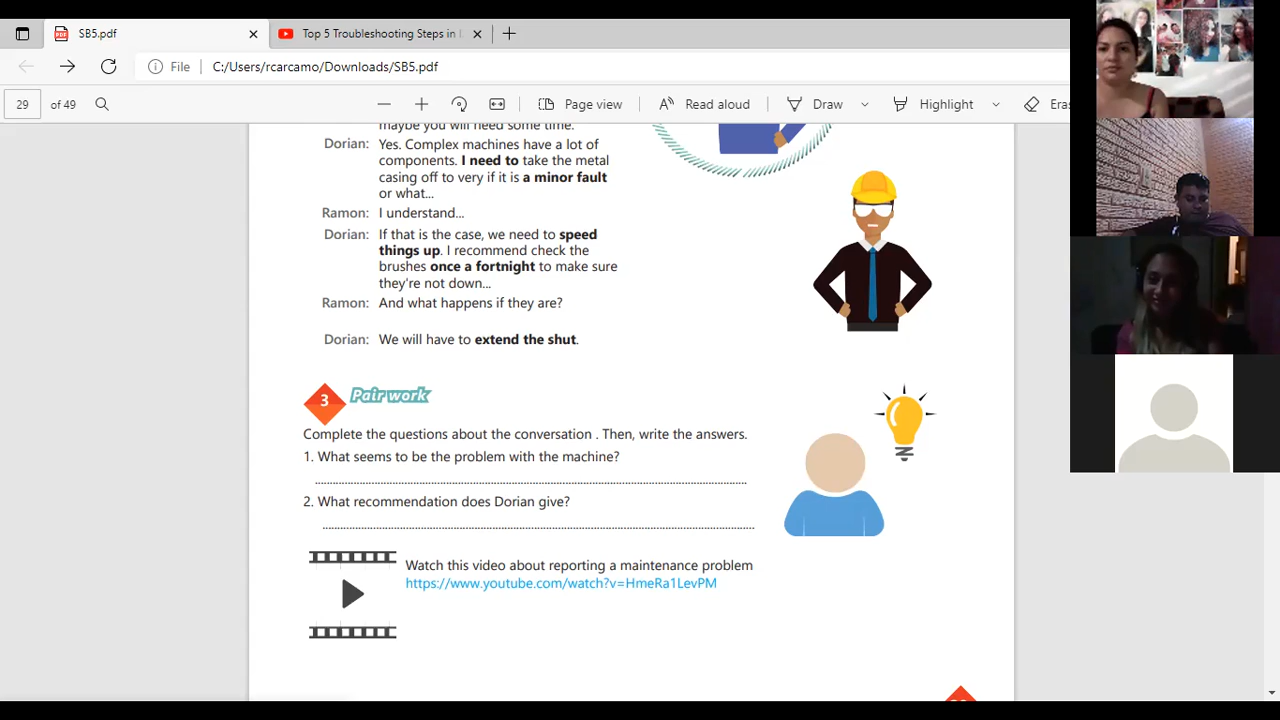 SB5.pdf
Top 5 Troubleshooting Steps in
File
C:/Users/rcarcamo/Downloads/SB5.pdf
29
of 49
Page view
Read aloud
Draw
Highlight
maybe you will need some time.
Dorian: Yes. Complex machines have a lot of
components. I need to take the metal
casing off to very if it is a minor fault
or what...
Ramon: I understand...
Dorian: If that is the case, we need to speed
things up. I recommend check the
brushes once a fortnight to make sure
they're not down...
Ramon: And what happens if they are?
Dorian: We will have to extend the shut.
3
Pair work
Complete the questions about the conversation . Then, write the answers.
1. What seems to be the problem with the machine?
2. What recommendation does Dorian give?
Watch this video about reporting a maintenance problem
https://www.youtube.com/watch?v=HmeRa1LevPM